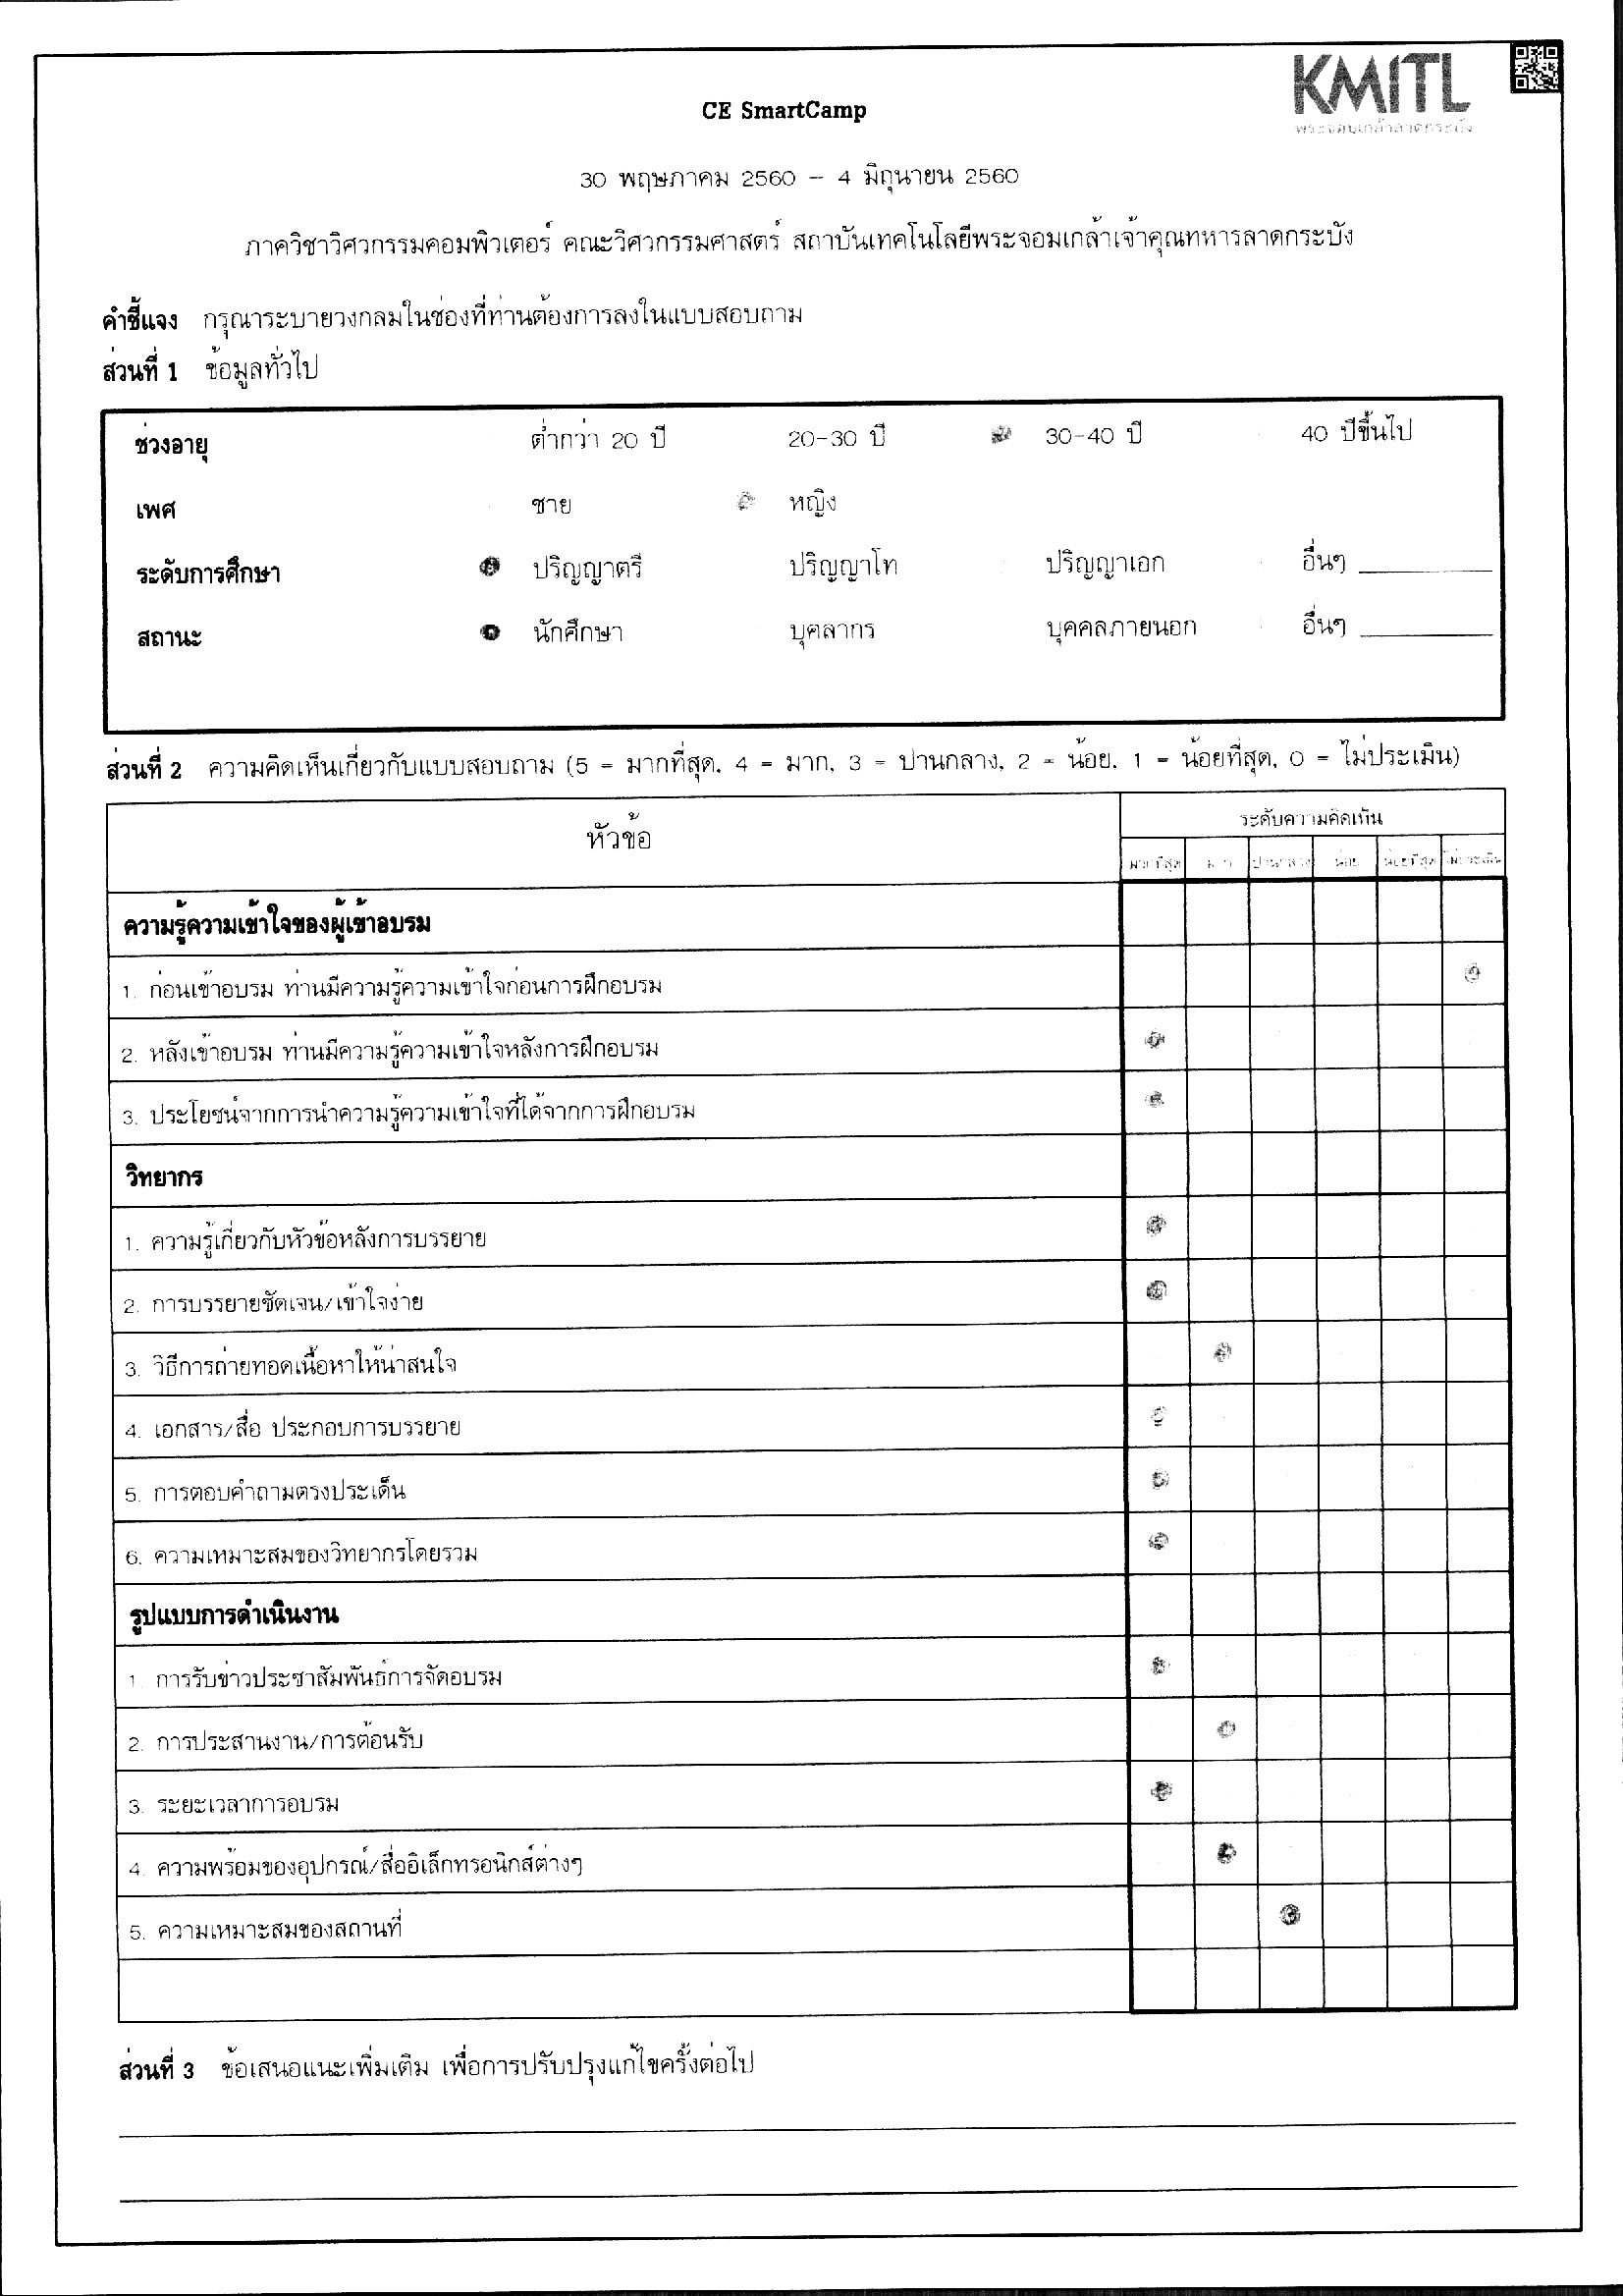 KMITL
พระจอมเกล้าลาดกระบัง
CE SmartCamp
30 พฤษภาคม 2560 - 4 มิถุนายน 2560
ภาควิชาวิศวกรรมคอมพิวเตอร์ คณะวิศวกรรมศาสตร์ สถาบันเทคโนโลยีพระจอมเกล้าเจ้าคุณทหารลาดกระบัง
คำชี้แจง กรุณาระบายวงกลมในช่องที่ท่านต้องการลงในแบบสอบถาม
ส่วนที่ 1 ข้อมูลทั่วไป
ช่วงอายุ ต่ำกว่า 20 ปี 20-30 ปี 30-40 ปี 40 ปีขึ้นไป
เพศ ชาย หญิง
ระดับการศึกษา ปริญญาตรี ปริญญาโท ปริญญาเอก อื่นๆ
สถานะ นักศึกษา บุคลากร บุคคลภายนอก อื่นๆ
ส่วนที่ 2 ความคิดเห็นเกี่ยวกับแบบสอบถาม (5 = มากที่สุด, 4 = มาก, 3 = ปานกลาง, 2 = น้อย, 1 = น้อยที่สุด, 0 = ไม่ประเมิน)
หัวข้อ ระดับความคิดเห็น
มากที่สุด มาก ปานกลาง น้อย น้อยที่สุด ไม่ประเมิน
ความรู้ความเข้าใจของผู้เข้าอบรม
1. ก่อนเข้าอบรม ท่านมีความรู้ความเข้าใจก่อนการฝึกอบรม
2. หลังเข้าอบรม ท่านมีความรู้ความเข้าใจหลังการฝึกอบรม
3. ประโยชน์จากการนำความรู้ความเข้าใจที่ได้จากการฝึกอบรม
วิทยากร
1. ความรู้เกี่ยวกับหัวข้อหลังการบรรยาย
2. การบรรยายชัดเจน/เข้าใจง่าย
3. วิธีการถ่ายทอดเนื้อหาให้น่าสนใจ
4. เอกสาร/สื่อ ประกอบการบรรยาย
5. การตอบคำถามตรงประเด็น
6. ความเหมาะสมของวิทยากรโดยรวม
รูปแบบการดำเนินงาน
1. การรับข่าวประชาสัมพันธ์การจัดอบรม
2. การประสานงาน/การต้อนรับ
3. ระยะเวลาการอบรม
4. ความพร้อมของอุปกรณ์/สื่ออิเล็กทรอนิกส์ต่างๆ
5. ความเหมาะสมของสถานที่
ส่วนที่ 3 ข้อเสนอแนะเพิ่มเติม เพื่อการปรับปรุงแก้ไขครั้งต่อไป